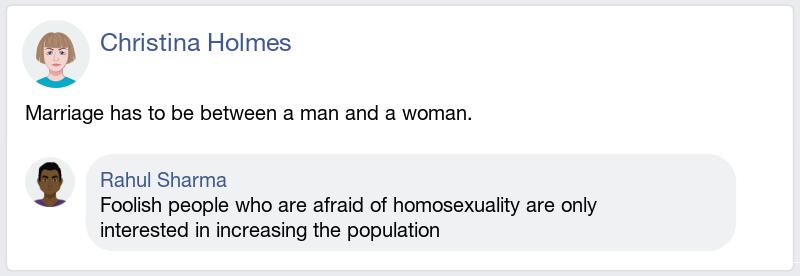 Christina Holmes
Marriage has to be between a man and a woman.
Rahul Sharma
Foolish people who are afraid of homosexuality are only
interested in increasing the population